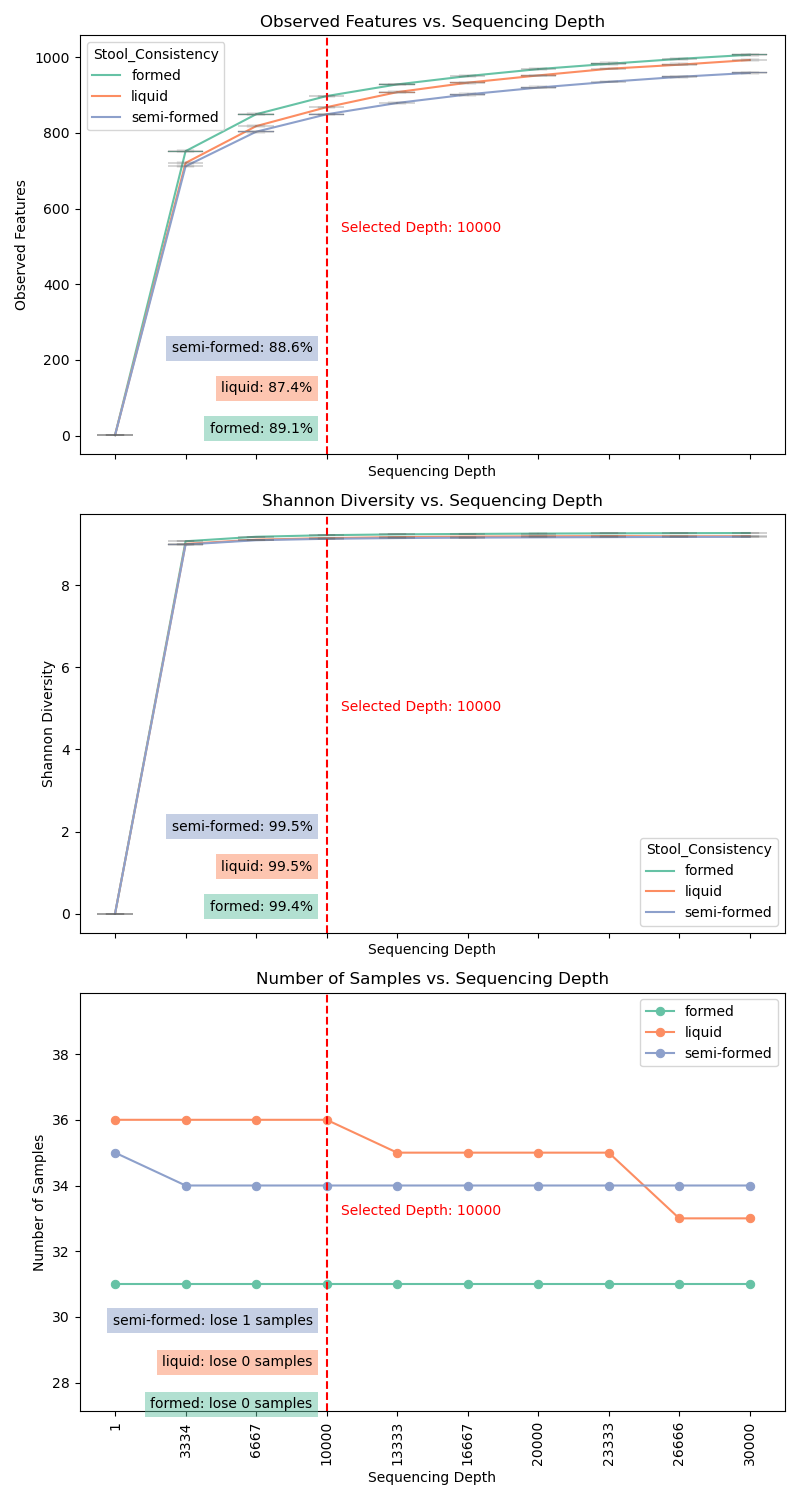 Observed Features vs. Sequencing Depth
Stool_Consistency
formed
liquid
semi-formed
1000
800
600
400
200
0
Observed Features
Selected Depth: 10000
semi-formed: 88.6%
liquid: 87.4%
formed: 89.1%
Sequencing Depth
Shannon Diversity vs. Sequencing Depth
8
6
4
2
0
Shannon Diversity
Selected Depth: 10000
semi-formed: 99.5%
liquid: 99.5%
formed: 99.4%
Stool_Consistency
formed
liquid
semi-formed
Sequencing Depth
Number of Samples vs. Sequencing Depth
formed
liquid
semi-formed
38
36
34
32
30
28
Number of Samples
Selected Depth: 10000
semi-formed: lose 1 samples
liquid: lose 0 samples
formed: lose 0 samples
1
3334
6667
10000
13333
16667
20000
23333
26666
30000
Sequencing Depth